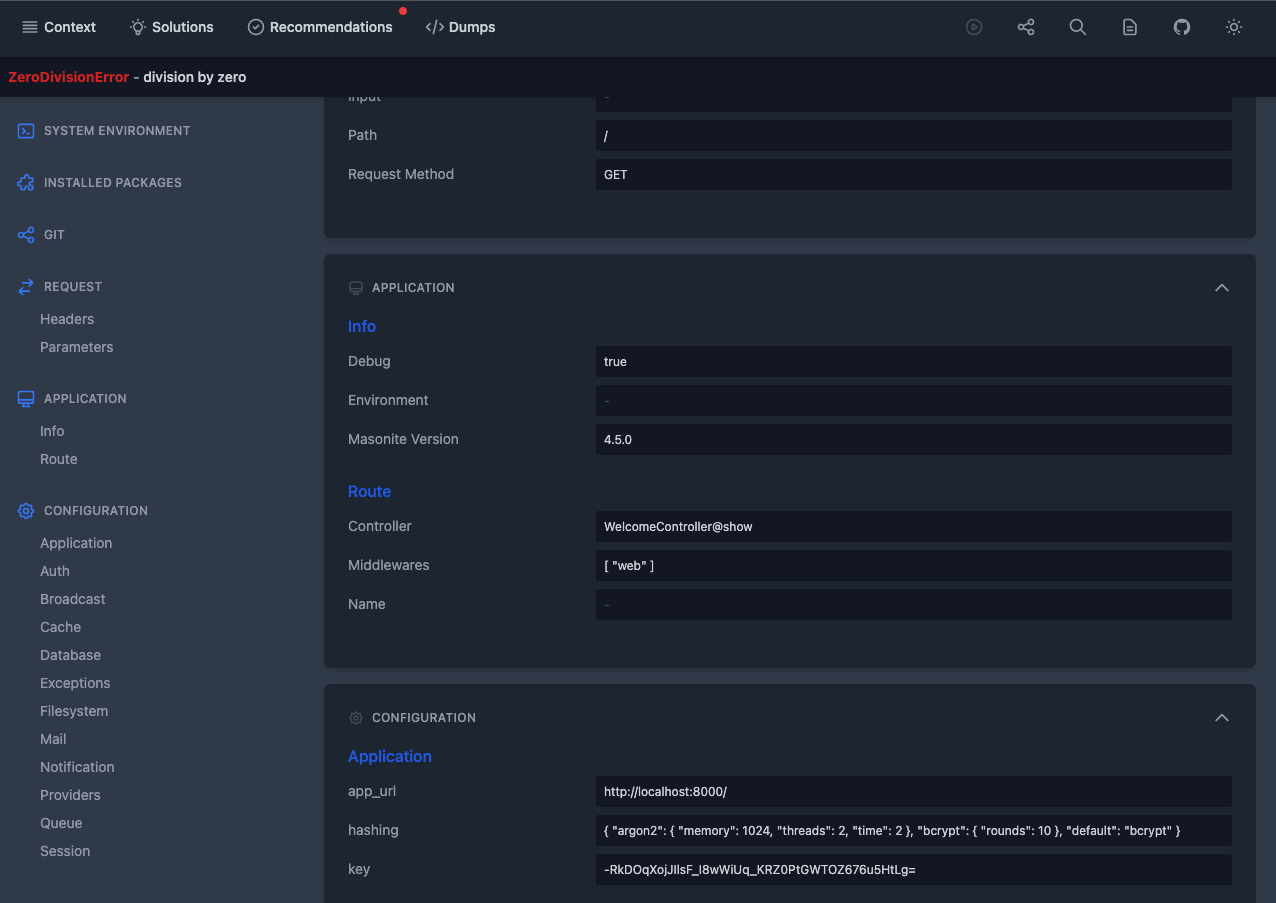 Context Solutions Recommendations </> Dumps
ZeroDivisionError - division by zero
SYSTEM ENVIRONMENT
INSTALLED PACKAGES
GIT
REQUEST
Headers
Parameters
APPLICATION
Info
Route
CONFIGURATION
Application
Auth
Broadcast
Cache
Database
Exceptions
Filesystem
Mail
Notification
Providers
Queue
Session
Input -
Path /
Request Method GET
APPLICATION
Info
Debug true
Environment -
Masonite Version 4.5.0
Route
Controller WelcomeController@show
Middlewares [ "web" ]
Name -
CONFIGURATION
Application
app_url http://localhost:8000/
hashing { "argon2": { "memory": 1024, "threads": 2, "time": 2 }, "bcrypt": { "rounds": 10 }, "default": "bcrypt" }
key -RkDOqXojJIlsF_I8wWiUq_KRZ0PtGWTOZ676u5HtLg=